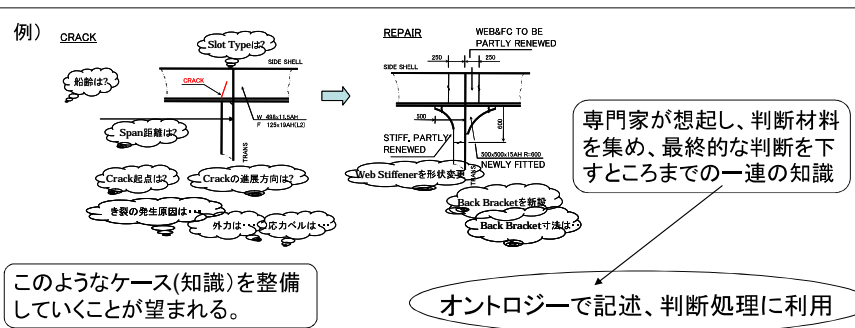 例)
CRACK
Slot Typeは?
船齢は?
SIDE SHELL
CRACK
W 498x11.5AH
F 125x19AH(L2)
Span距離は?
TRANS
Crack起点は?
Crackの進展方向は?
き裂の発生原因は・・
外力は・・
応力ベルは・・
REPAIR
WEB&FC TO BE
PARTLY RENEWED
250
250
SIDE SHELL
500
600
STIFF. PARTLY
RENEWED
500x500x15AH R=600
NEWLY FITTED
TRANS
Web Stiffenerを形状変更
Back Bracketを新設
Back Bracket寸法は・・
専門家が想起し、判断材料
を集め、最終的な判断を下
すところまでの一連の知識
このようなケース(知識)を整備
していくことが望まれる。
オントロジーで記述、判断処理に利用